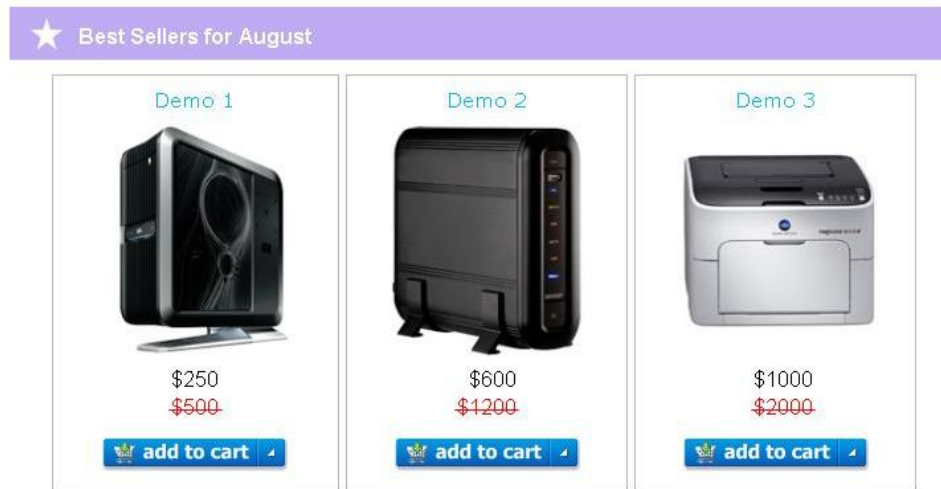 Best Sellers for August
Demo 1
Demo 2
Demo 3
$250
$500
add to cart
$600
$1200
add to cart
$1000
$2000
add to cart